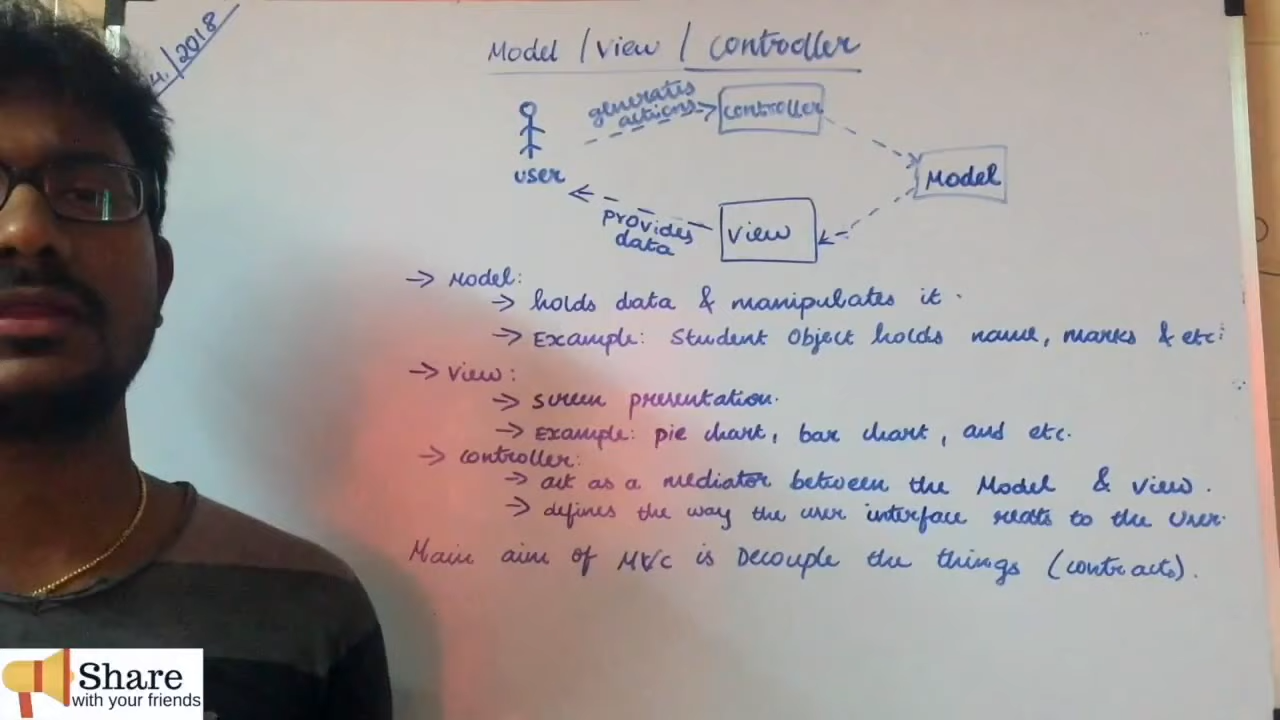 4./2018
Model / View / Controller
generates
actions
controller
Model
user
provides
data
View
→ Model:
→ holds data & manipulates it.
→ Example: Student Object holds name, marks & etc.
→ View:
→ screen presentation.
→ Example: pie chart, bar chart, and etc.
→ controller:
→ act as a mediator between the Model & View.
→ defines the way the user interface reacts to the User.
Main aim of MVC is Decouple the things (contracts).
Share
with your friends